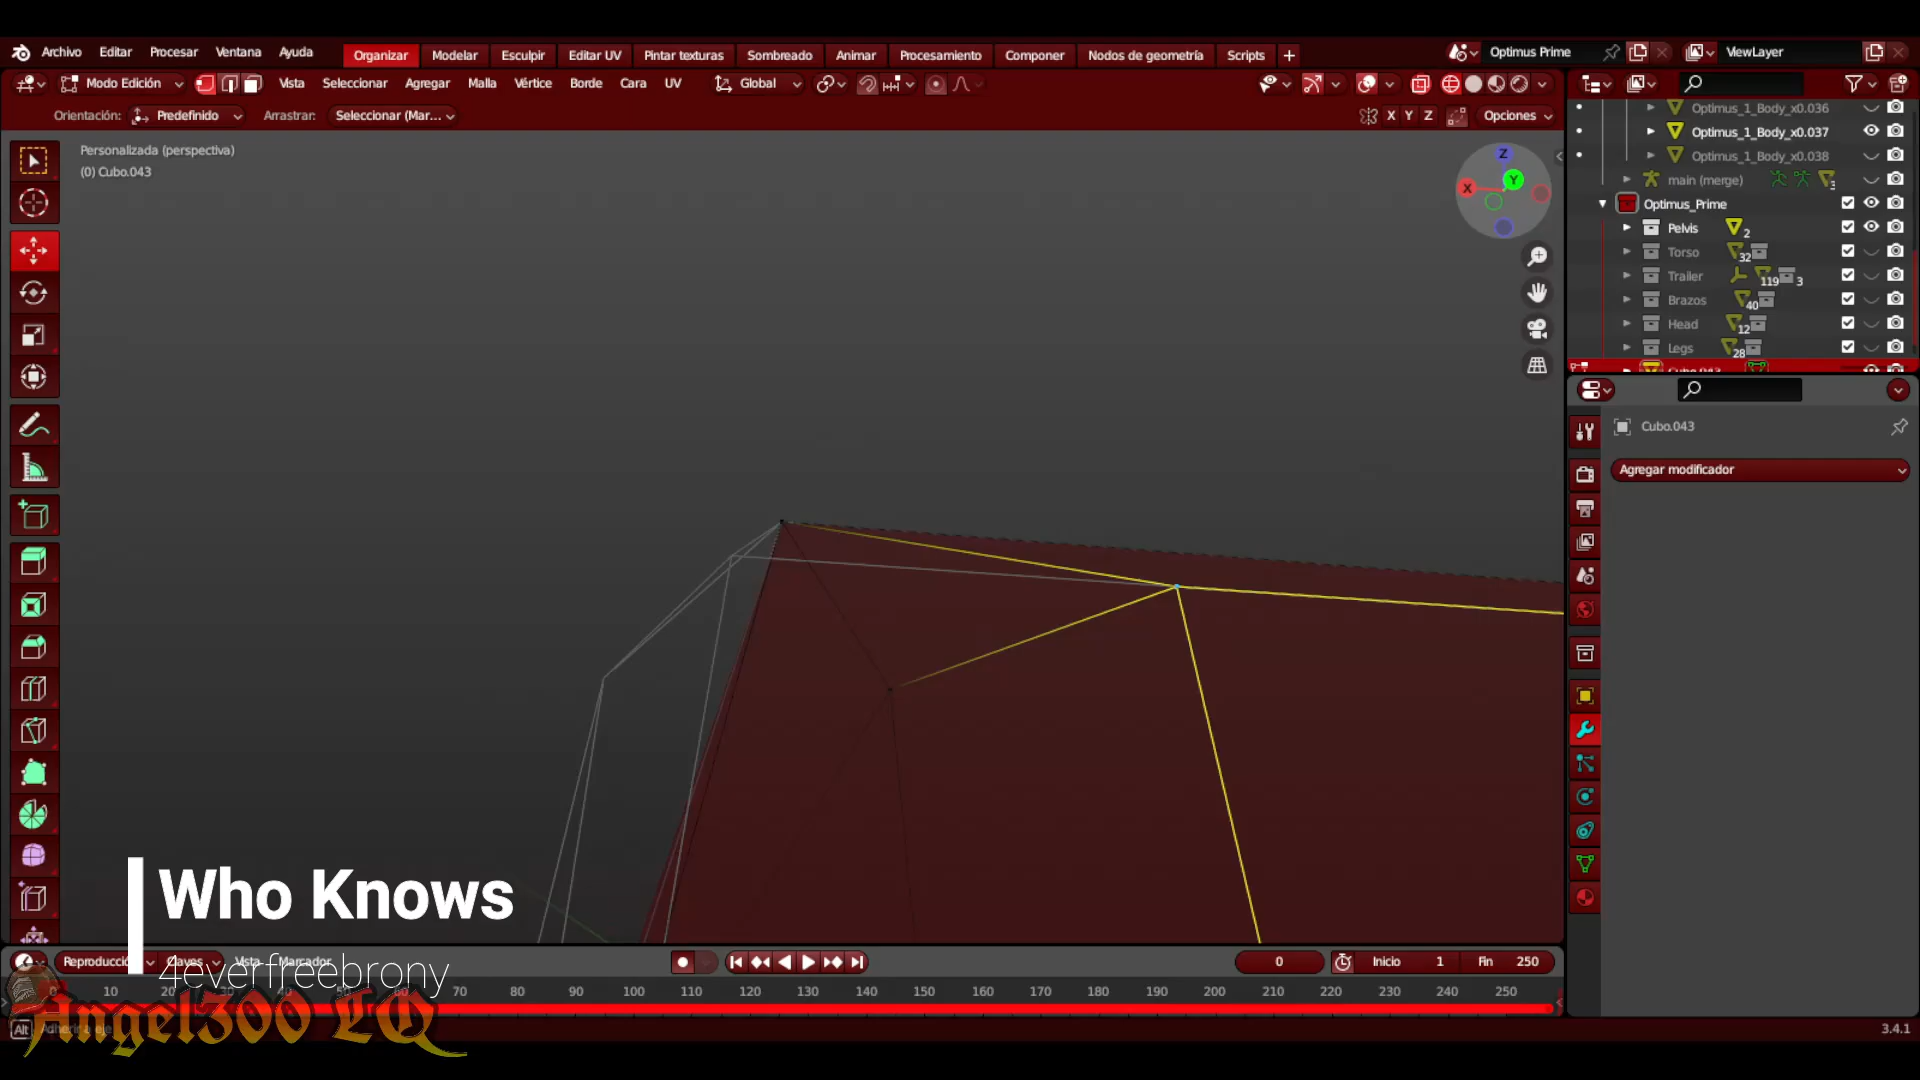 Archivo Editar Procesar Ventana Ayuda Organizar Modelar Esculpir Editar UV Pintar texturas Sombreado Animar Procesamiento Componer Nodos de geometría Scripts + Optimus Prime ViewLayer
Modo Edición Vista Seleccionar Agregar Malla Vértice Borde Cara UV Global
Orientación: Predefinido Arrastrar: Seleccionar (Mar... X Y Z Opciones
Personalizada (perspectiva)
(0) Cubo.043
Z
Y
X
Optimus_1_Body_x0.036
Optimus_1_Body_x0.037
Optimus_1_Body_x0.038
main (merge) 3
Optimus_Prime
Pelvis 2
Torso 32
Trailer 119 3
Brazos 40
Head 12
Legs 28
Cubo.043
Cubo.043
Agregar modificador
Who Knows
4everfreebrony
Angel300 LQ
Claves Vista Marcador 0 Inicio 1 Fin 250
0 10 70 80 90 100 110 120 130 140 150 160 170 180 190 200 210 220 230 240 250
Alt
3.4.1